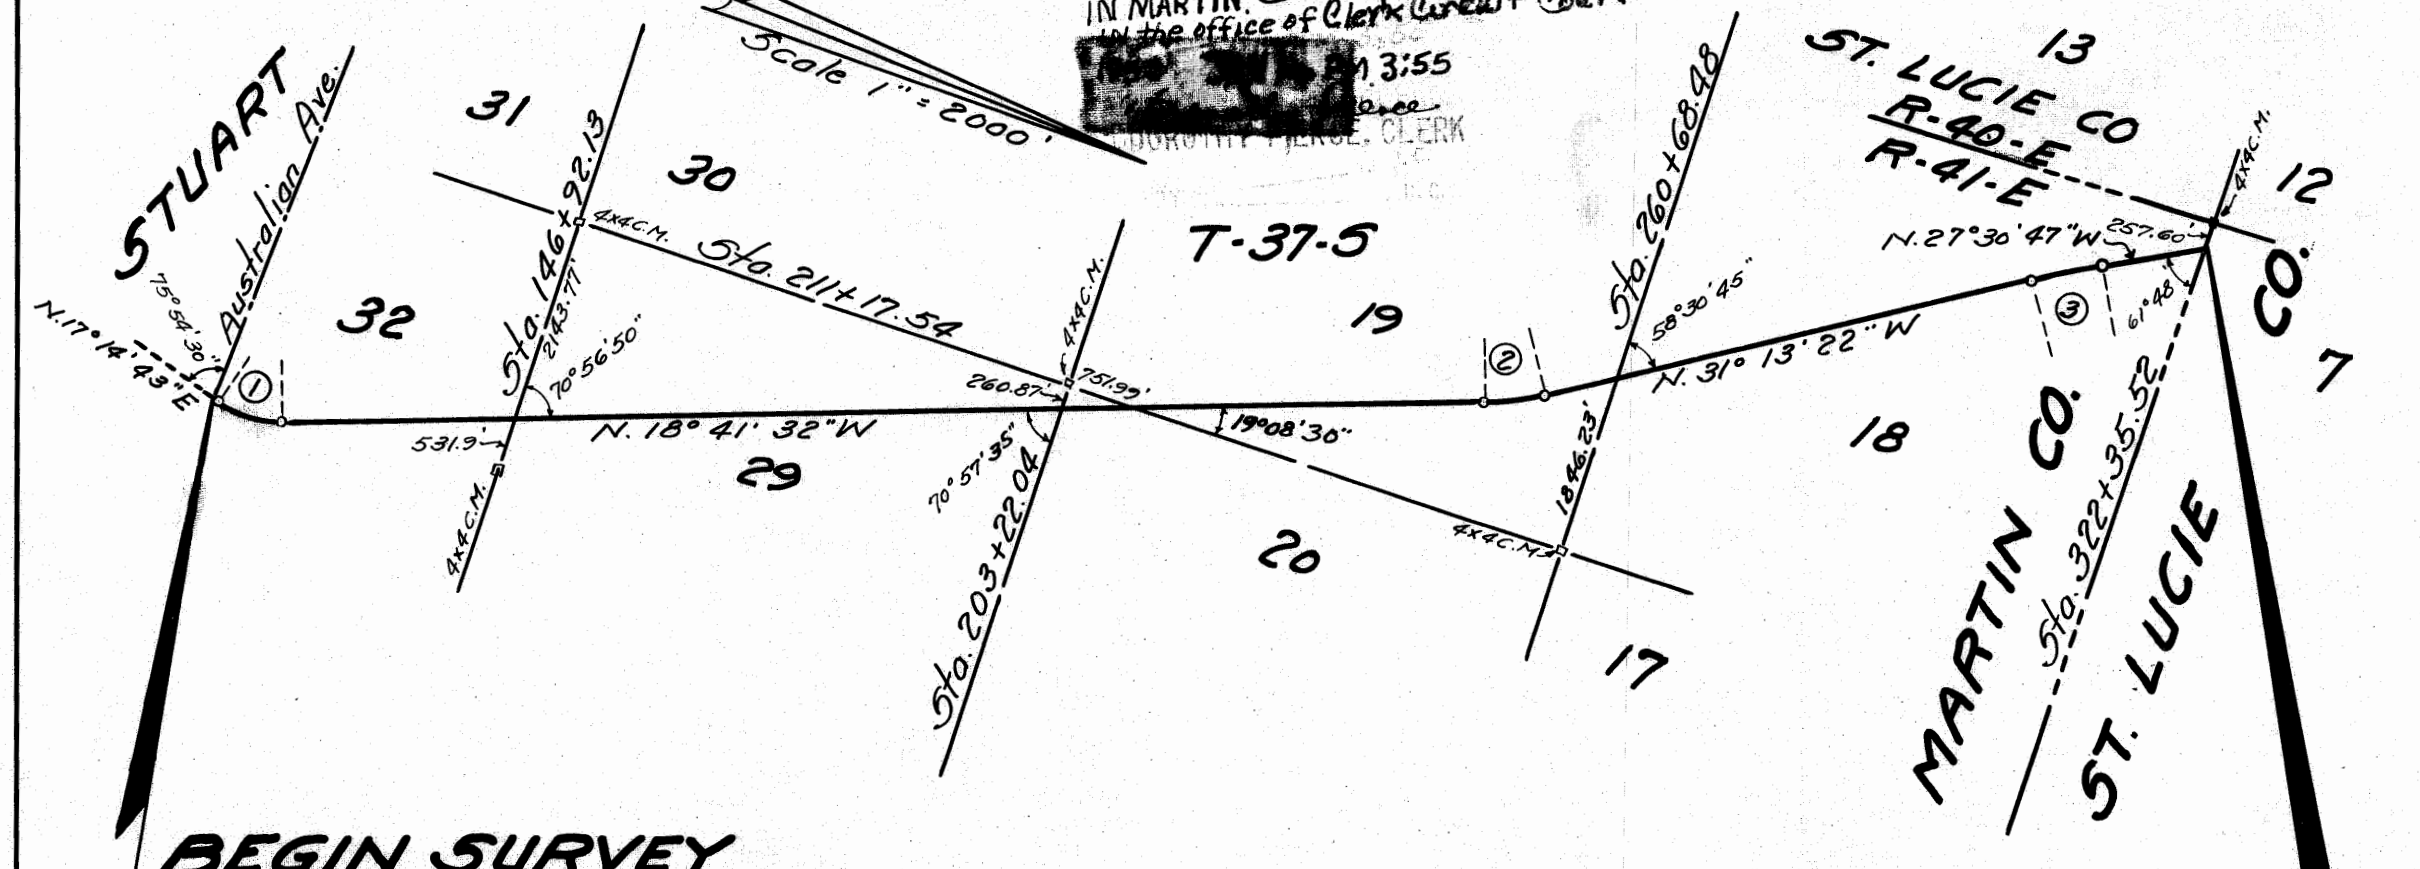 IN MARTIN.
in the office of Clerk Circuit
3:55
CLERK
Scale 1" = 2000'
STUART
Australian Ave.
75°54'30"
N.17°14'43"E
1
31
32
Sta. 146+92.13
2143.77'
70°56'50"
4x4C.M.
531.9'
4x4C.M.
30
Sta. 211+17.54
N. 18° 41' 32"W
29
T-37-S
19
4x4C.M.
260.87'
751.99'
70°57'35"
Sta. 203+22.04
19°08'30"
20
2
Sta. 260+68.48
58°30'45"
1846.23'
4x4C.M.
17
N. 31° 13' 22" W
18
ST. LUCIE CO
R-40-E
R-41-E
13
12
4x4C.M.
N.27°30'47"W
257.60'
3
61°48'
7
MARTIN CO.
Sta. 322+35.52
ST. LUCIE CO.
BEGIN SURVEY